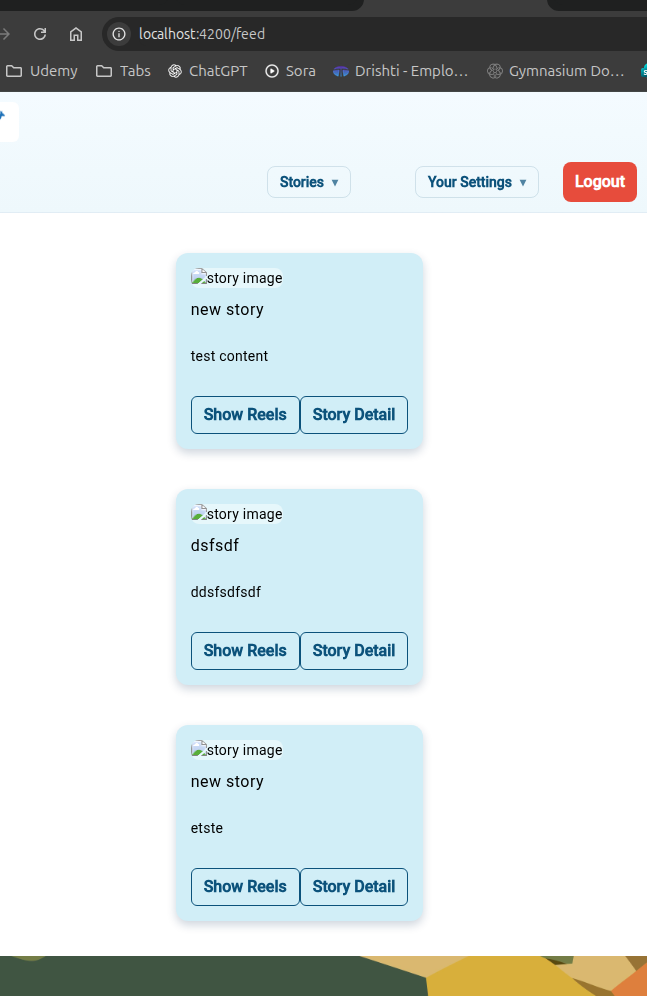 localhost:4200/feed
Udemy Tabs ChatGPT Sora Drishti - Emplo… Gymnasium Do…
Stories ▾ Your Settings ▾ Logout
story image
new story
test content
Show Reels Story Detail
story image
dsfsdf
ddsfsdfsdf
Show Reels Story Detail
story image
new story
etste
Show Reels Story Detail